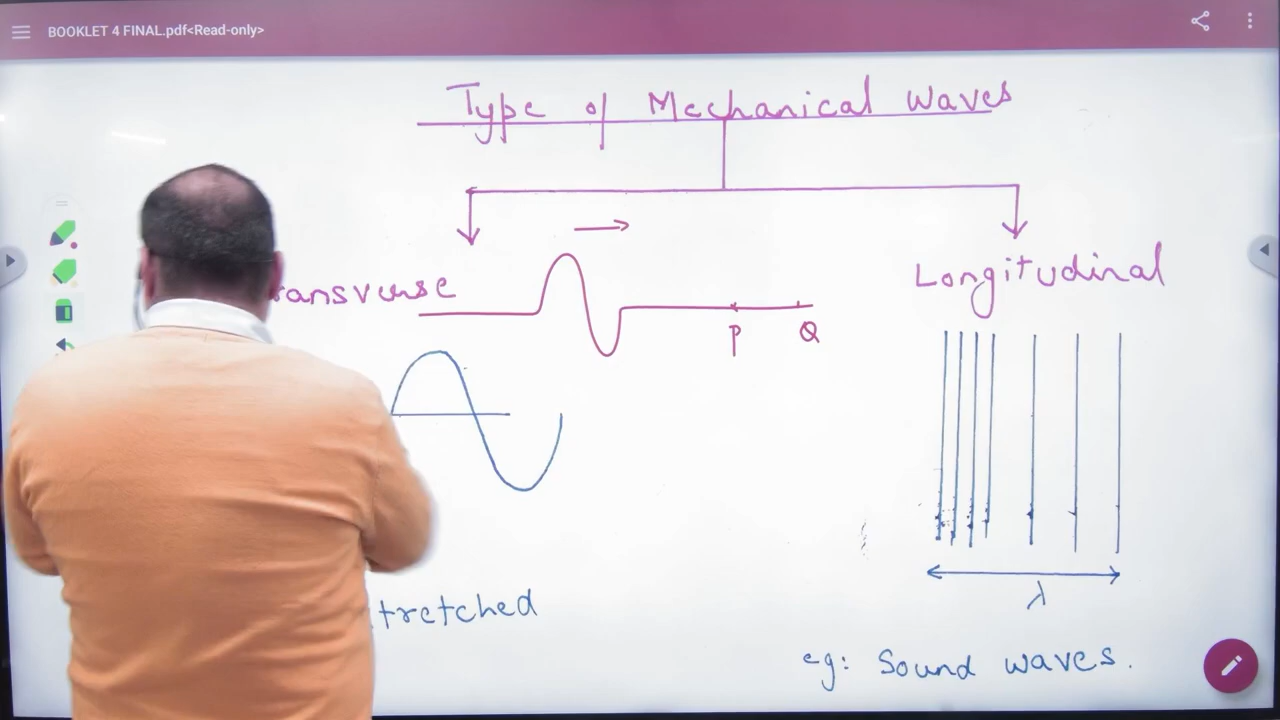 BOOKLET 4 FINAL.pdf<Read-only>
Type of Mechanical Waves
ransverse
Longitudinal
P Q
λ
tretched
eg: Sound waves.